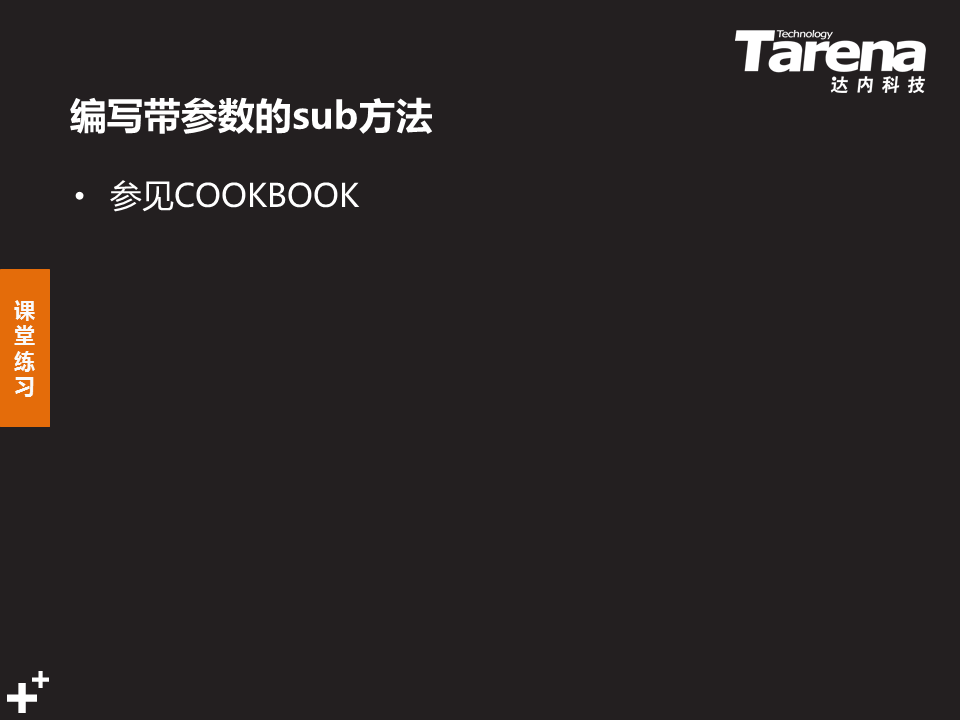 Technology
Tarena
达内科技
编写带参数的sub方法
• 参见COOKBOOK
课
堂
练
习